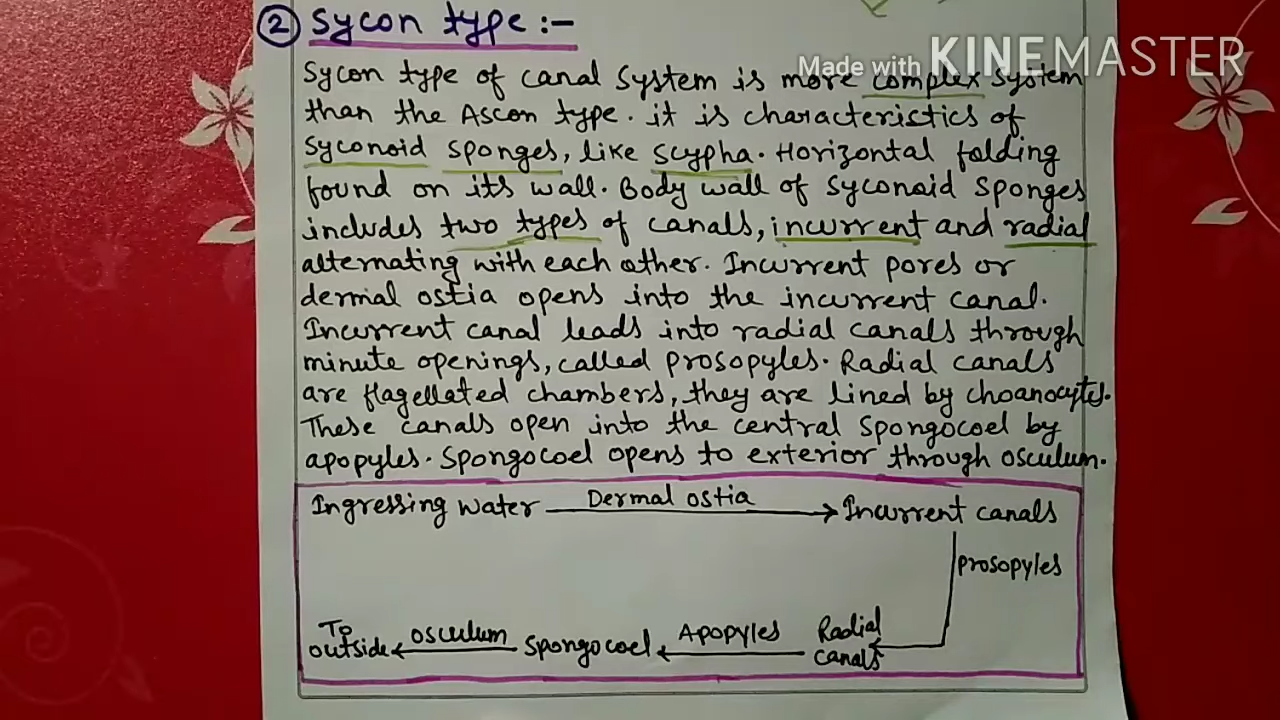 ② Sycon type :-
Made with KINEMASTER
Sycon type of canal System is more complex System
than the Ascon type. it is characteristics of
Syconoid sponges, like scypha. Horizontal folding
found on its wall. Body wall of Syconoid Sponges
includes two types of canals, incurrent and radial
alternating with each other. Incurrent pores or
dermal ostia opens into the incurrent canal.
Incurrent canal leads into radial canals through
minute openings, called prosopyles. Radial canals
are flagellated chambers, they are lined by choanocytes.
These canals open into the central Spongocoel by
apopyles. Spongocoel opens to exterior through osculum.
Ingressing water Dermal ostia Incurrent canals
prosopyles
To outside osculum Spongocoel Apopyles Radial canals